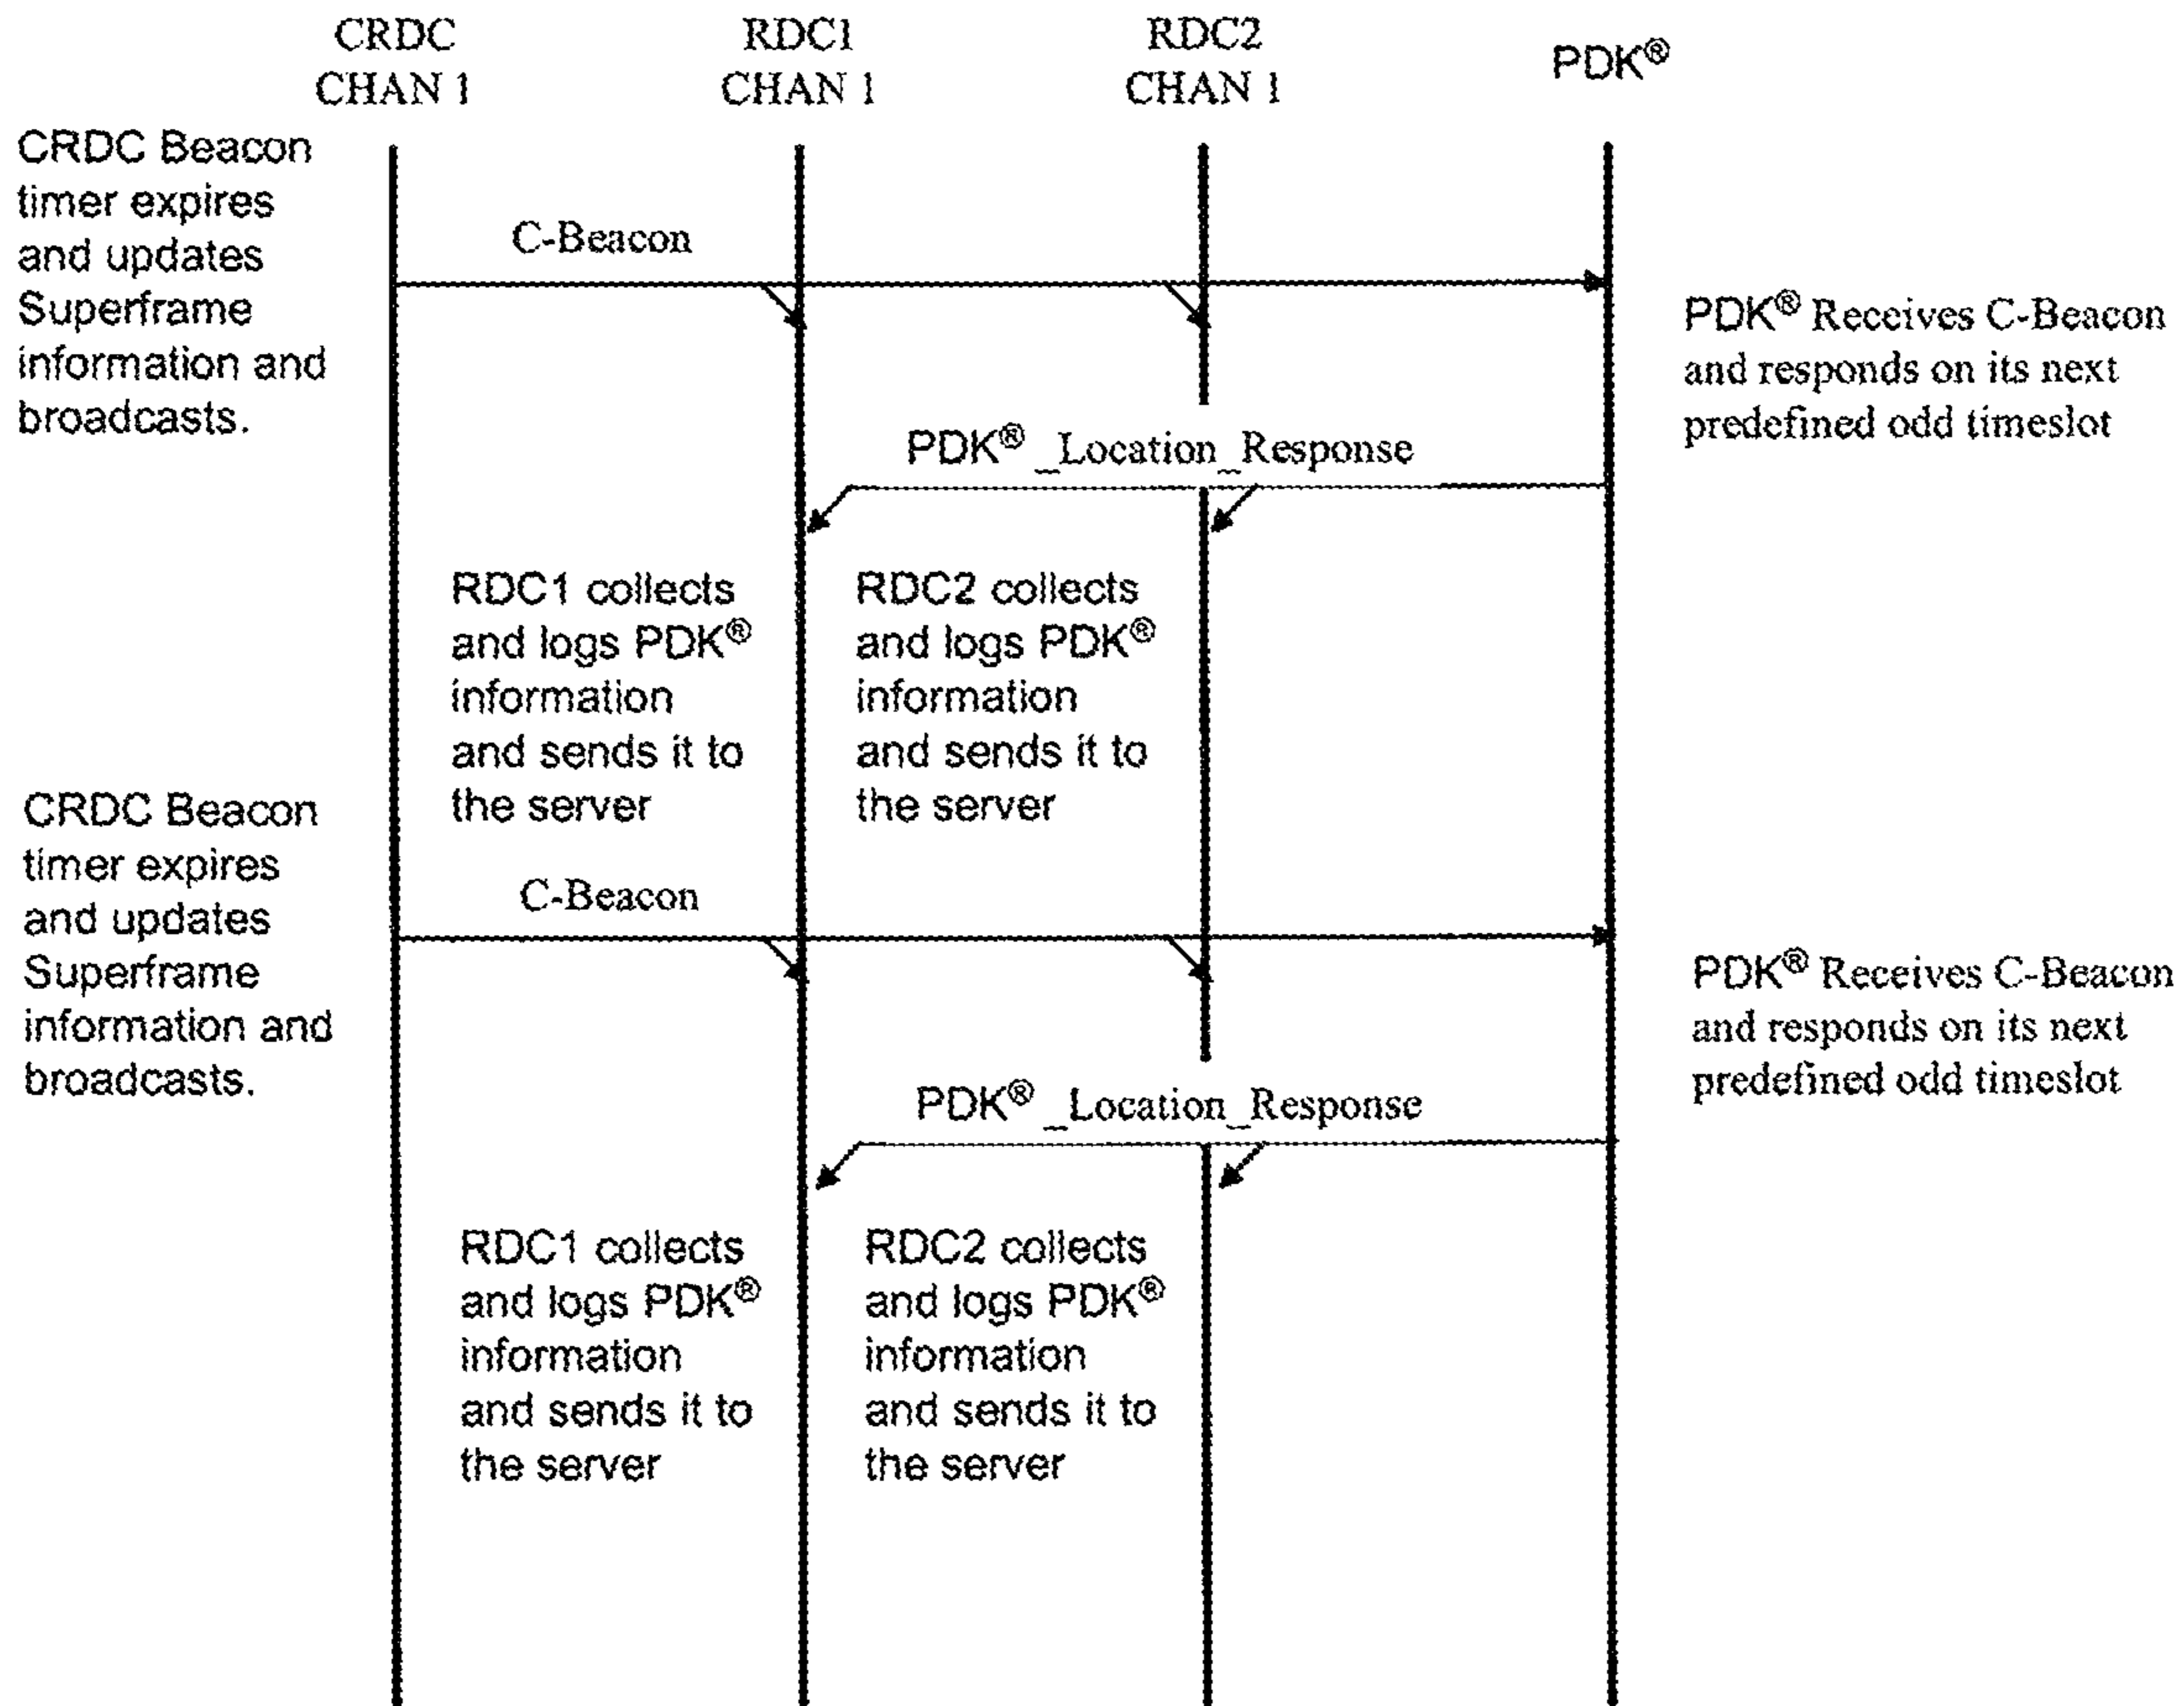 CRDC
CHAN 1
RDC1
CHAN 1
RDC2
CHAN 1
PDK®
CRDC Beacon
timer expires
and updates
Superframe
information and
broadcasts.
C-Beacon
PDK® Receives C-Beacon
and responds on its next
predefined odd timeslot
PDK® _Location_Response
RDC1 collects
and logs PDK®
information
and sends it to
the server
RDC2 collects
and logs PDK®
information
and sends it to
the server
CRDC Beacon
timer expires
and updates
Superframe
information and
broadcasts.
C-Beacon
PDK® Receives C-Beacon
and responds on its next
predefined odd timeslot
PDK® _Location_Response
RDC1 collects
and logs PDK®
information
and sends it to
the server
RDC2 collects
and logs PDK®
information
and sends it to
the server